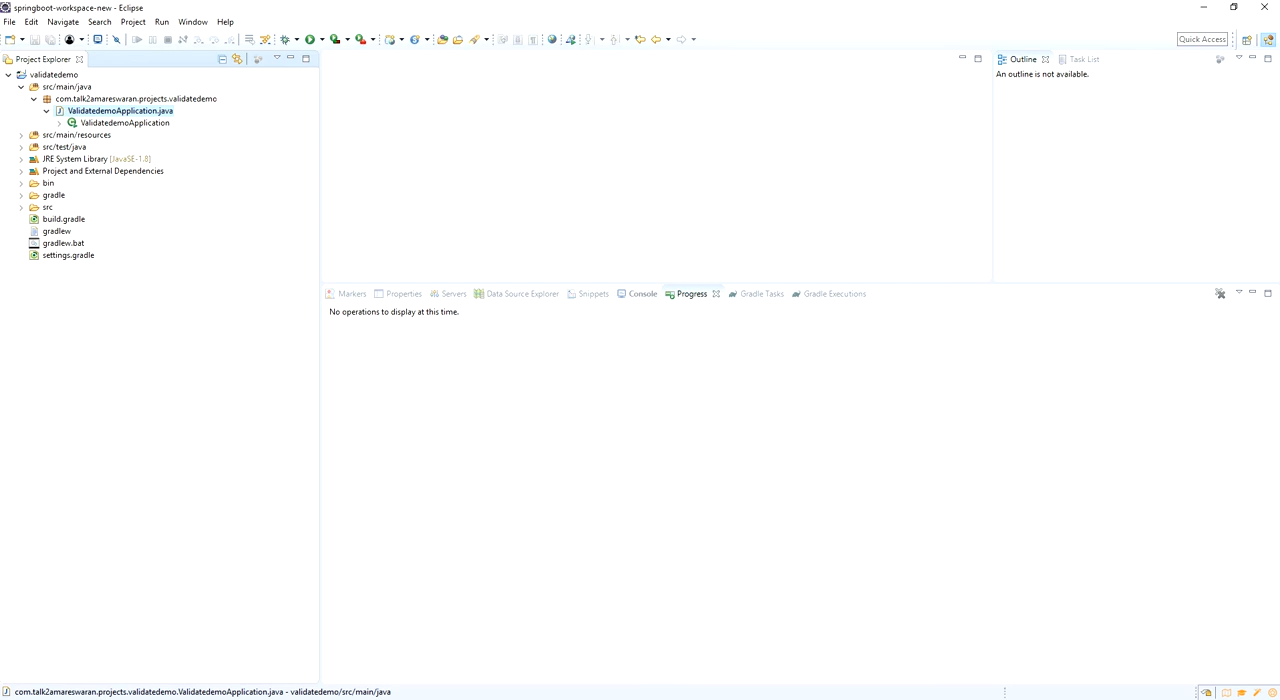 springboot-workspace-new - Eclipse
File Edit Navigate Search Project Run Window Help
Quick Access
Project Explorer
validatedemo
src/main/java
com.talk2amareswaran.projects.validatedemo
ValidatedemoApplication.java
ValidatedemoApplication
src/main/resources
src/test/java
JRE System Library [JavaSE-1.8]
Project and External Dependencies
bin
gradle
src
build.gradle
gradlew
gradlew.bat
settings.gradle
Outline Task List
An outline is not available.
Markers Properties Servers Data Source Explorer Snippets Console Progress Gradle Tasks Gradle Executions
No operations to display at this time.
com.talk2amareswaran.projects.validatedemo.ValidatedemoApplication.java - validatedemo/src/main/java